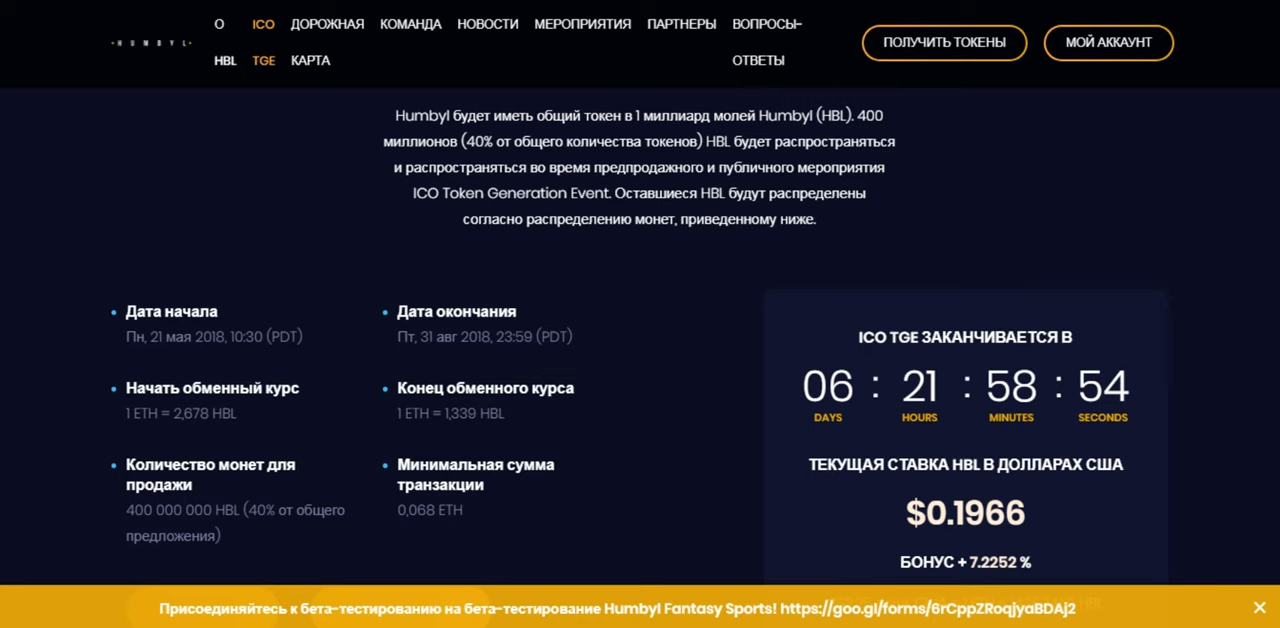 HUMBYL
О ICO ДОРОЖНАЯ КОМАНДА НОВОСТИ МЕРОПРИЯТИЯ ПАРТНЕРЫ ВОПРОСЫ-
HBL TGE КАРТА ОТВЕТЫ
ПОЛУЧИТЬ ТОКЕНЫ МОЙ АККАУНТ
Humbyl будет иметь общий токен в 1 миллиард молей Humbyl (HBL). 400
миллионов (40% от общего количества токенов) HBL будет распространяться
и распространяться во время предпродажного и публичного мероприятия
ICO Token Generation Event. Оставшиеся HBL будут распределены
согласно распределению монет, приведенному ниже.
Дата начала
Пн, 21 мая 2018, 10:30 (PDT)
Дата окончания
Пт, 31 авг 2018, 23:59 (PDT)
Начать обменный курс
1 ETH = 2,678 HBL
Конец обменного курса
1 ETH = 1,339 HBL
Количество монет для
продажи
400 000 000 HBL (40% от общего
предложения)
Минимальная сумма
транзакции
0,068 ETH
ICO TGE ЗАКАНЧИВАЕТСЯ В
06 : 21 : 58 : 54
DAYS HOURS MINUTES SECONDS
ТЕКУЩАЯ СТАВКА HBL В ДОЛЛАРАХ США
$0.1966
БОНУС + 7.2252 %
Присоединяйтесь к бета-тестированию на бета-тестирование Humbyl Fantasy Sports! https://goo.gl/forms/6rCppZRoqjyaBDAj2 ×